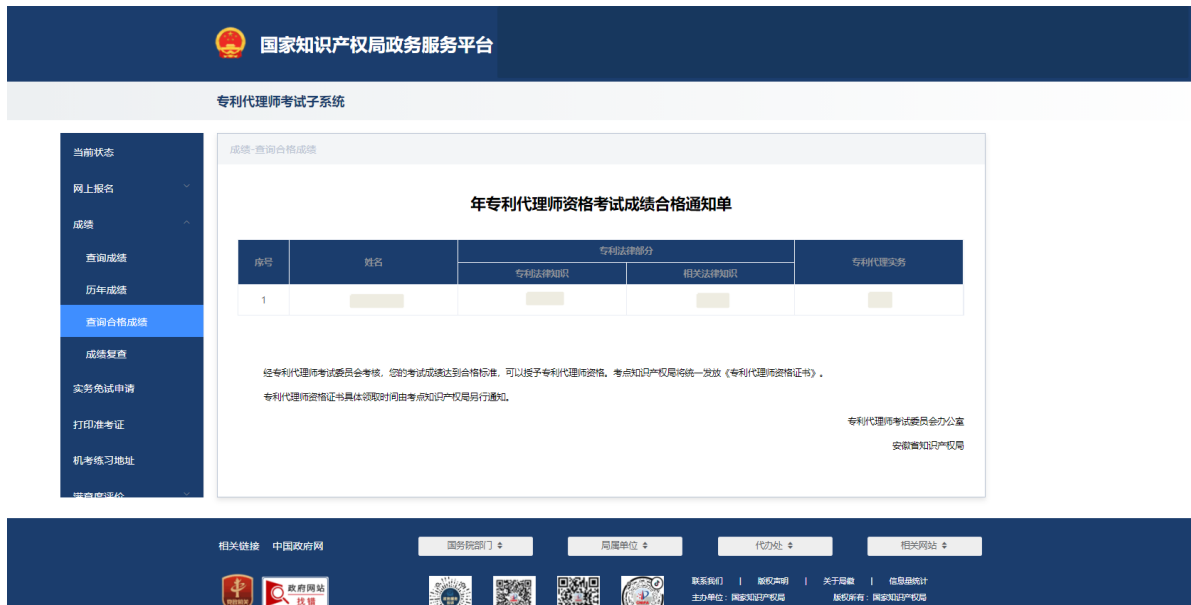 国家知识产权局政务服务平台
专利代理师考试子系统
当前状态
网上报名
成绩
查询成绩
历年成绩
查询合格成绩
成绩复查
实务免试申请
打印准考证
机考练习地址
满意度评价
成绩-查询合格成绩
年专利代理师资格考试成绩合格通知单
序号 姓名 专利法律部分 专利代理实务
专利法律知识 相关法律知识
1
经专利代理师考试委员会考核，您的考试成绩达到合格标准，可以授予专利代理师资格。考点知识产权局将统一发放《专利代理师资格证书》。
专利代理师资格证书具体领取时间由考点知识产权局另行通知。
专利代理师考试委员会办公室
安徽省知识产权局
相关链接 中国政府网 国务院部门 局属单位 代办处 相关网站
政府网站
找错
联系我们 | 版权声明 | 关于局徽 | 信息量统计
主办单位：国家知识产权局 版权所有：国家知识产权局